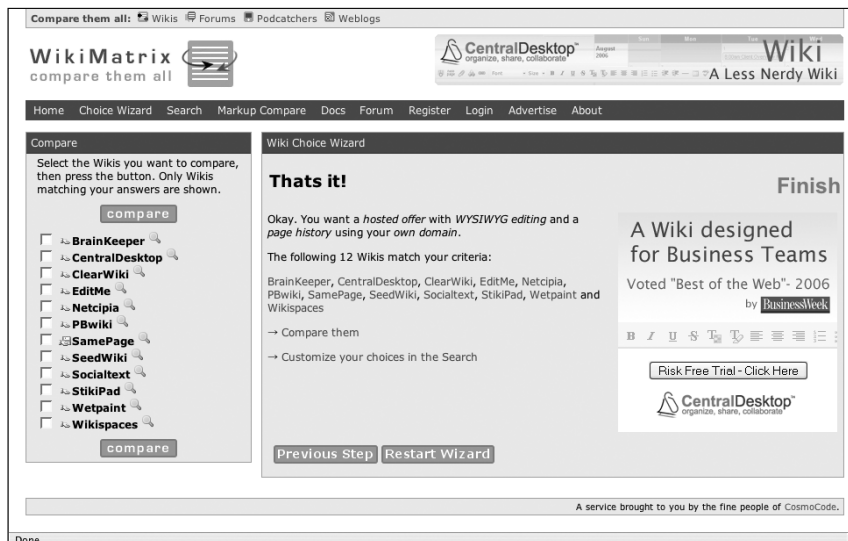 Compare them all: Wikis Forums Podcatchers Weblogs
WikiMatrix
compare them all
CentralDesktop™
organize, share, collaborate
August
2006
Sun Mon
Wiki
A Less Nerdy Wiki
Home Choice Wizard Search Markup Compare Docs Forum Register Login Advertise About
Compare
Select the Wikis you want to compare,
then press the button. Only Wikis
matching your answers are shown.
compare
BrainKeeper
CentralDesktop
ClearWiki
EditMe
Netcipia
PBwiki
SamePage
SeedWiki
Socialtext
StikiPad
Wetpaint
Wikispaces
compare
Wiki Choice Wizard
Thats it!
Finish
Okay. You want a hosted offer with WYSIWYG editing and a
page history using your own domain.
The following 12 Wikis match your criteria:
BrainKeeper, CentralDesktop, ClearWiki, EditMe, Netcipia,
PBwiki, SamePage, SeedWiki, Socialtext, StikiPad, Wetpaint and
Wikispaces
→ Compare them
→ Customize your choices in the Search
Previous Step Restart Wizard
A Wiki designed
for Business Teams
Voted "Best of the Web"- 2006
by BusinessWeek
B I U S
Risk Free Trial - Click Here
CentralDesktop™
organize, share, collaborate
A service brought to you by the fine people of CosmoCode.
Done